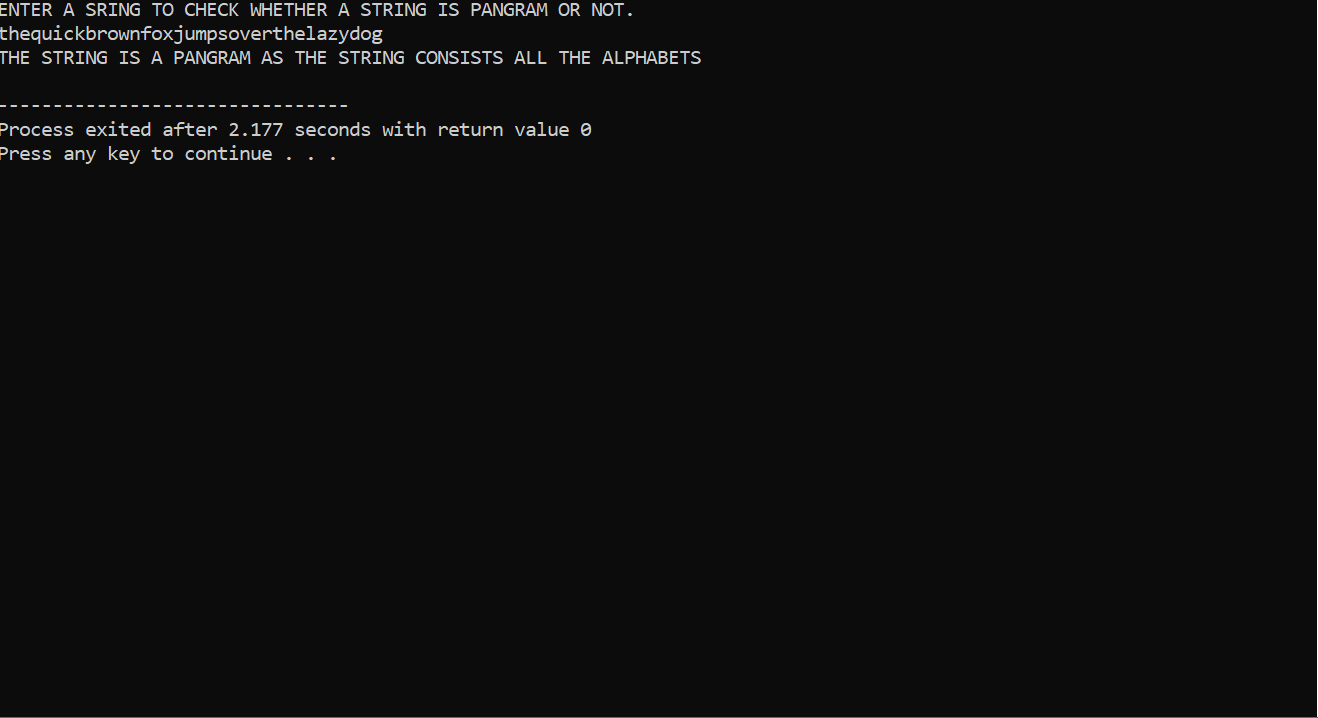 ENTER A SRING TO CHECK WHETHER A STRING IS PANGRAM OR NOT.
thequickbrownfoxjumpsoverthelazydog
THE STRING IS A PANGRAM AS THE STRING CONSISTS ALL THE ALPHABETS
--------------------------------
Process exited after 2.177 seconds with return value 0
Press any key to continue . . .